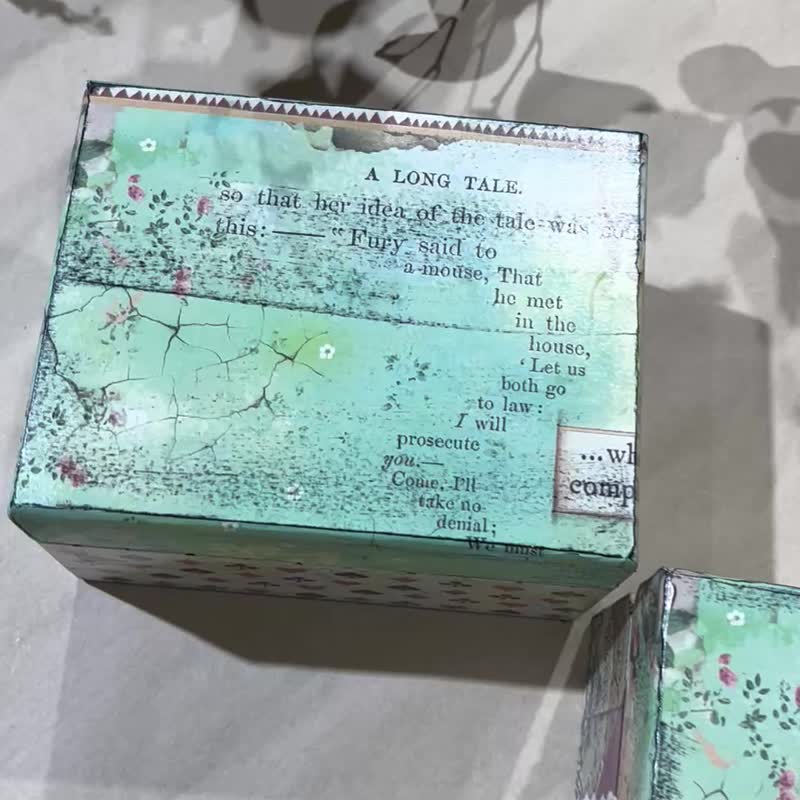 A LONG TALE.
so that her idea of the tale was so
this:—— "Fury said to
a mouse, That
he met
in the
house,
'Let us
both go
to law:
I will
prosecute
you.—
Come, I'll
take no
denial;
We must
...wh
comp